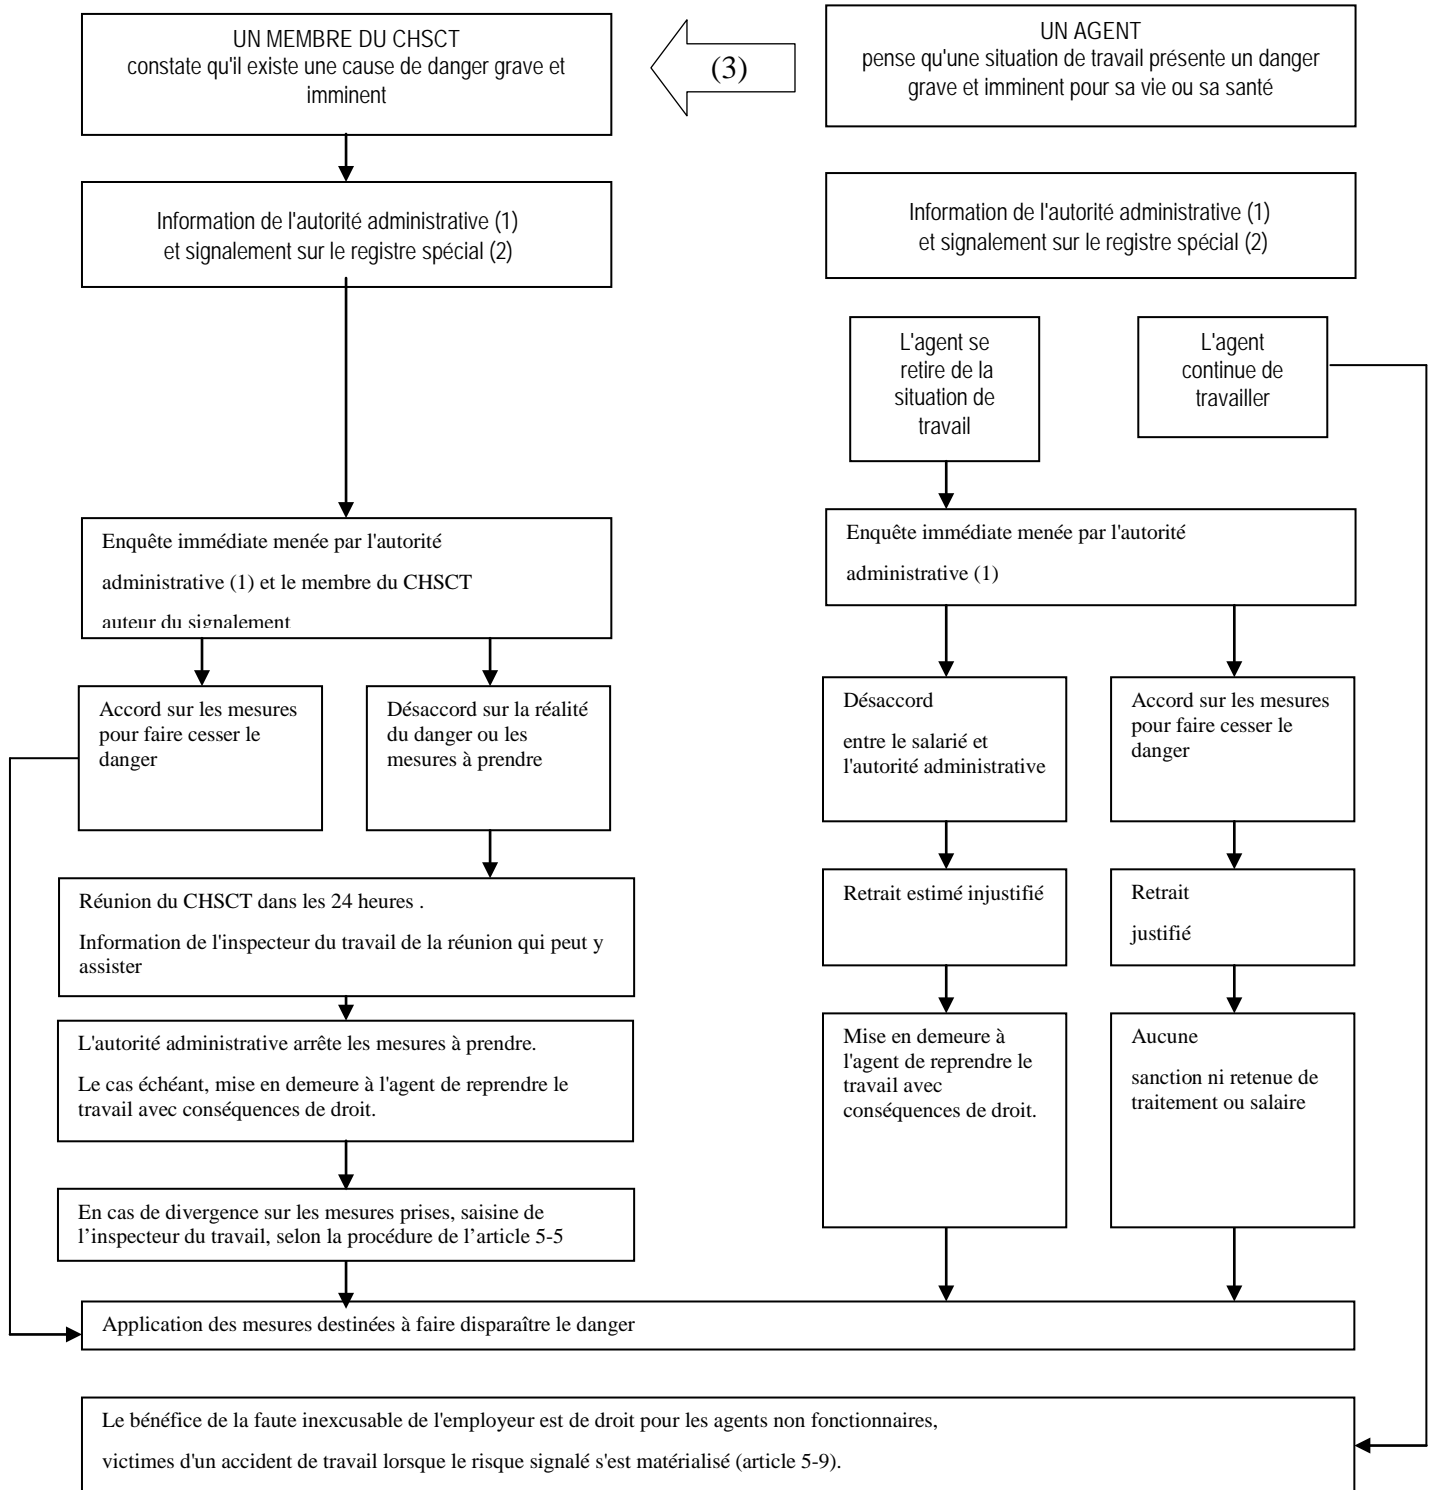 UN MEMBRE DU CHSCT
constate qu'il existe une cause de danger grave et
imminent
(3)
UN AGENT
pense qu'une situation de travail présente un danger
grave et imminent pour sa vie ou sa santé
Information de l'autorité administrative (1)
et signalement sur le registre spécial (2)
Information de l'autorité administrative (1)
et signalement sur le registre spécial (2)
L'agent se
retire de la
situation de
travail
L'agent
continue de
travailler
Enquête immédiate menée par l'autorité
administrative (1) et le membre du CHSCT
auteur du signalement
Enquête immédiate menée par l'autorité
administrative (1)
Accord sur les mesures
pour faire cesser le
danger
Désaccord sur la réalité
du danger ou les
mesures à prendre
Désaccord
entre le salarié et
l'autorité administrative
Accord sur les mesures
pour faire cesser le
danger
Réunion du CHSCT dans les 24 heures .
Information de l'inspecteur du travail de la réunion qui peut y
assister
Retrait estimé injustifié
Retrait
justifié
L'autorité administrative arrête les mesures à prendre.
Le cas échéant, mise en demeure à l'agent de reprendre le
travail avec conséquences de droit.
Mise en demeure à
l'agent de reprendre le
travail avec
conséquences de droit.
Aucune
sanction ni retenue de
traitement ou salaire
En cas de divergence sur les mesures prises, saisine de
l’inspecteur du travail, selon la procédure de l’article 5-5
Application des mesures destinées à faire disparaître le danger
Le bénéfice de la faute inexcusable de l'employeur est de droit pour les agents non fonctionnaires,
victimes d'un accident de travail lorsque le risque signalé s'est matérialisé (article 5-9).